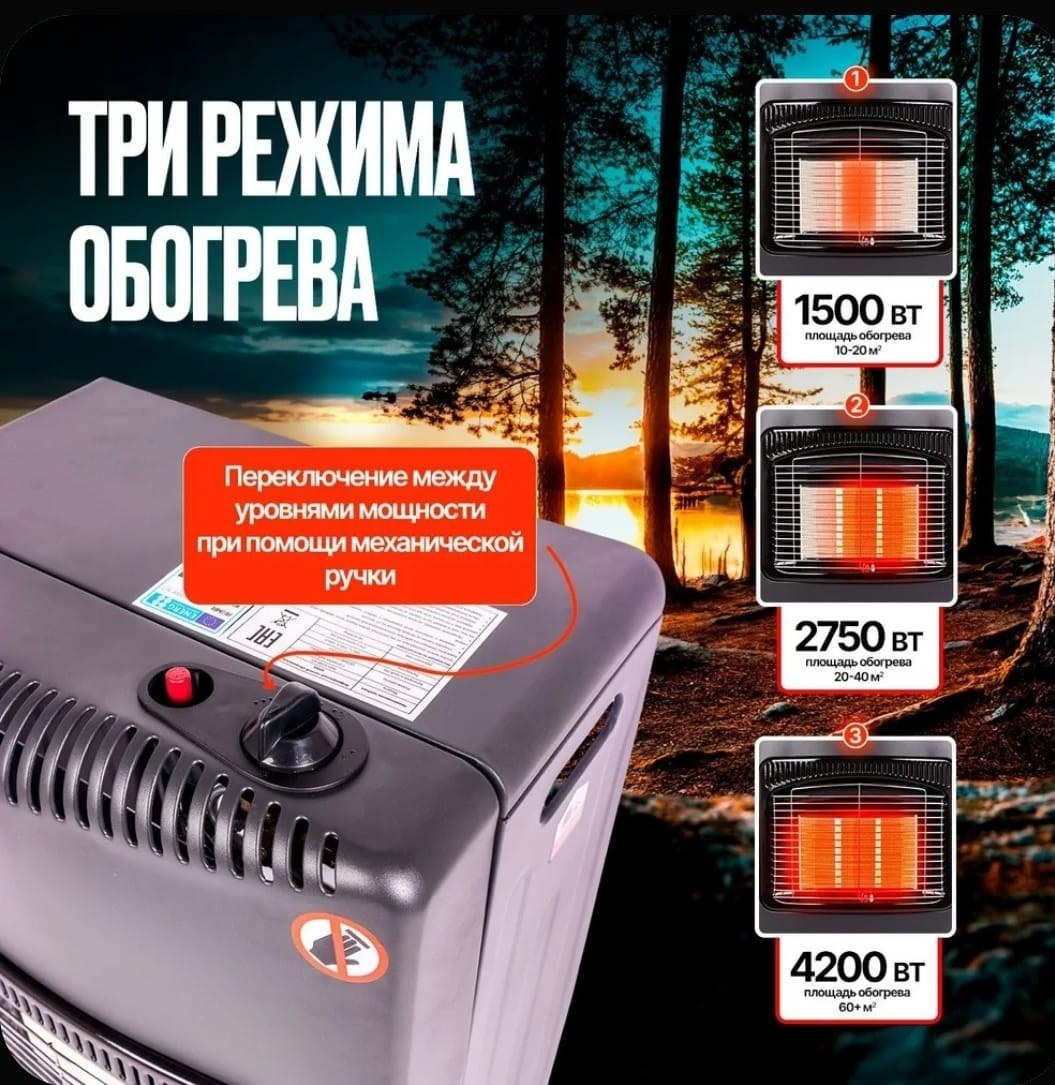 ТРИ РЕЖИМА
ОБОГРЕВА
Переключение между
уровнями мощности
при помощи механической
ручки
ENERG
EAC
1
1500 ВТ
площадь обогрева
10-20 м²
2
2750 ВТ
площадь обогрева
20-40 м²
3
4200 ВТ
площадь обогрева
60+ м²